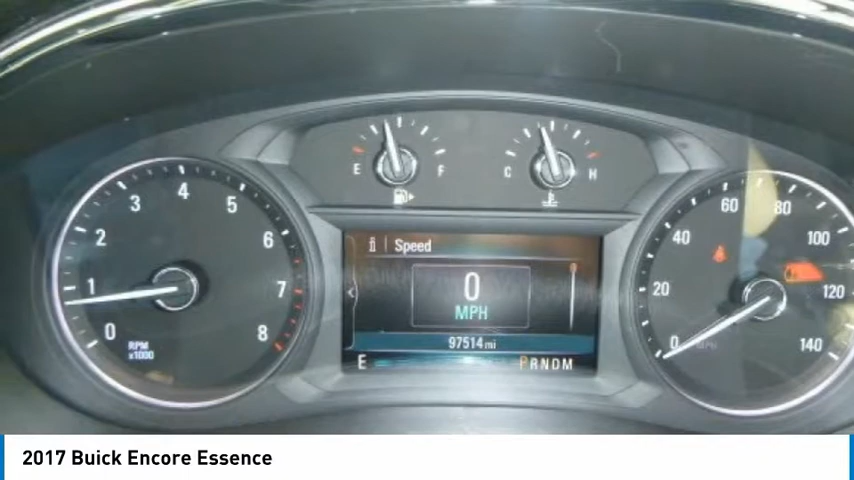 E F
C H
0 1 2 3 4 5 6 7 8
RPM
x1000
i Speed
0
MPH
97514 mi
E PRNDM
0 20 40 60 80 100 120 140
MPH
2017 Buick Encore Essence